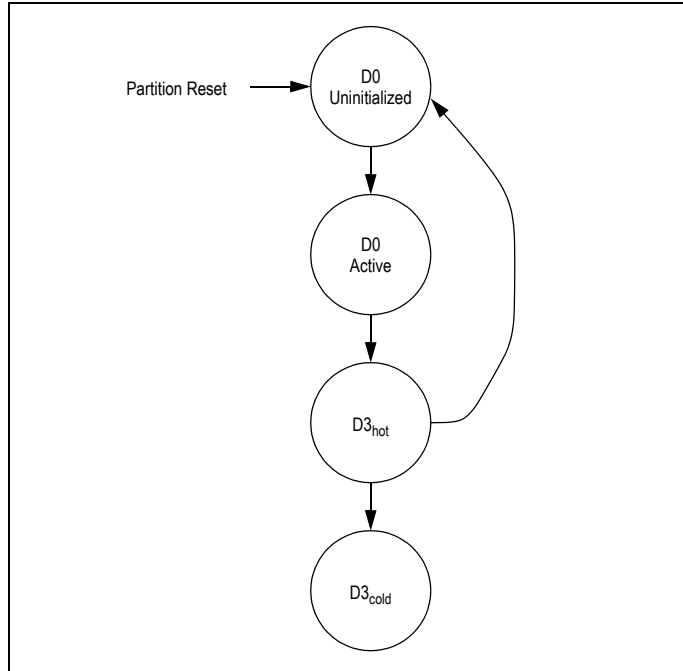 D0
Uninitialized
Partition Reset
D0
Active
D3hot
D3cold